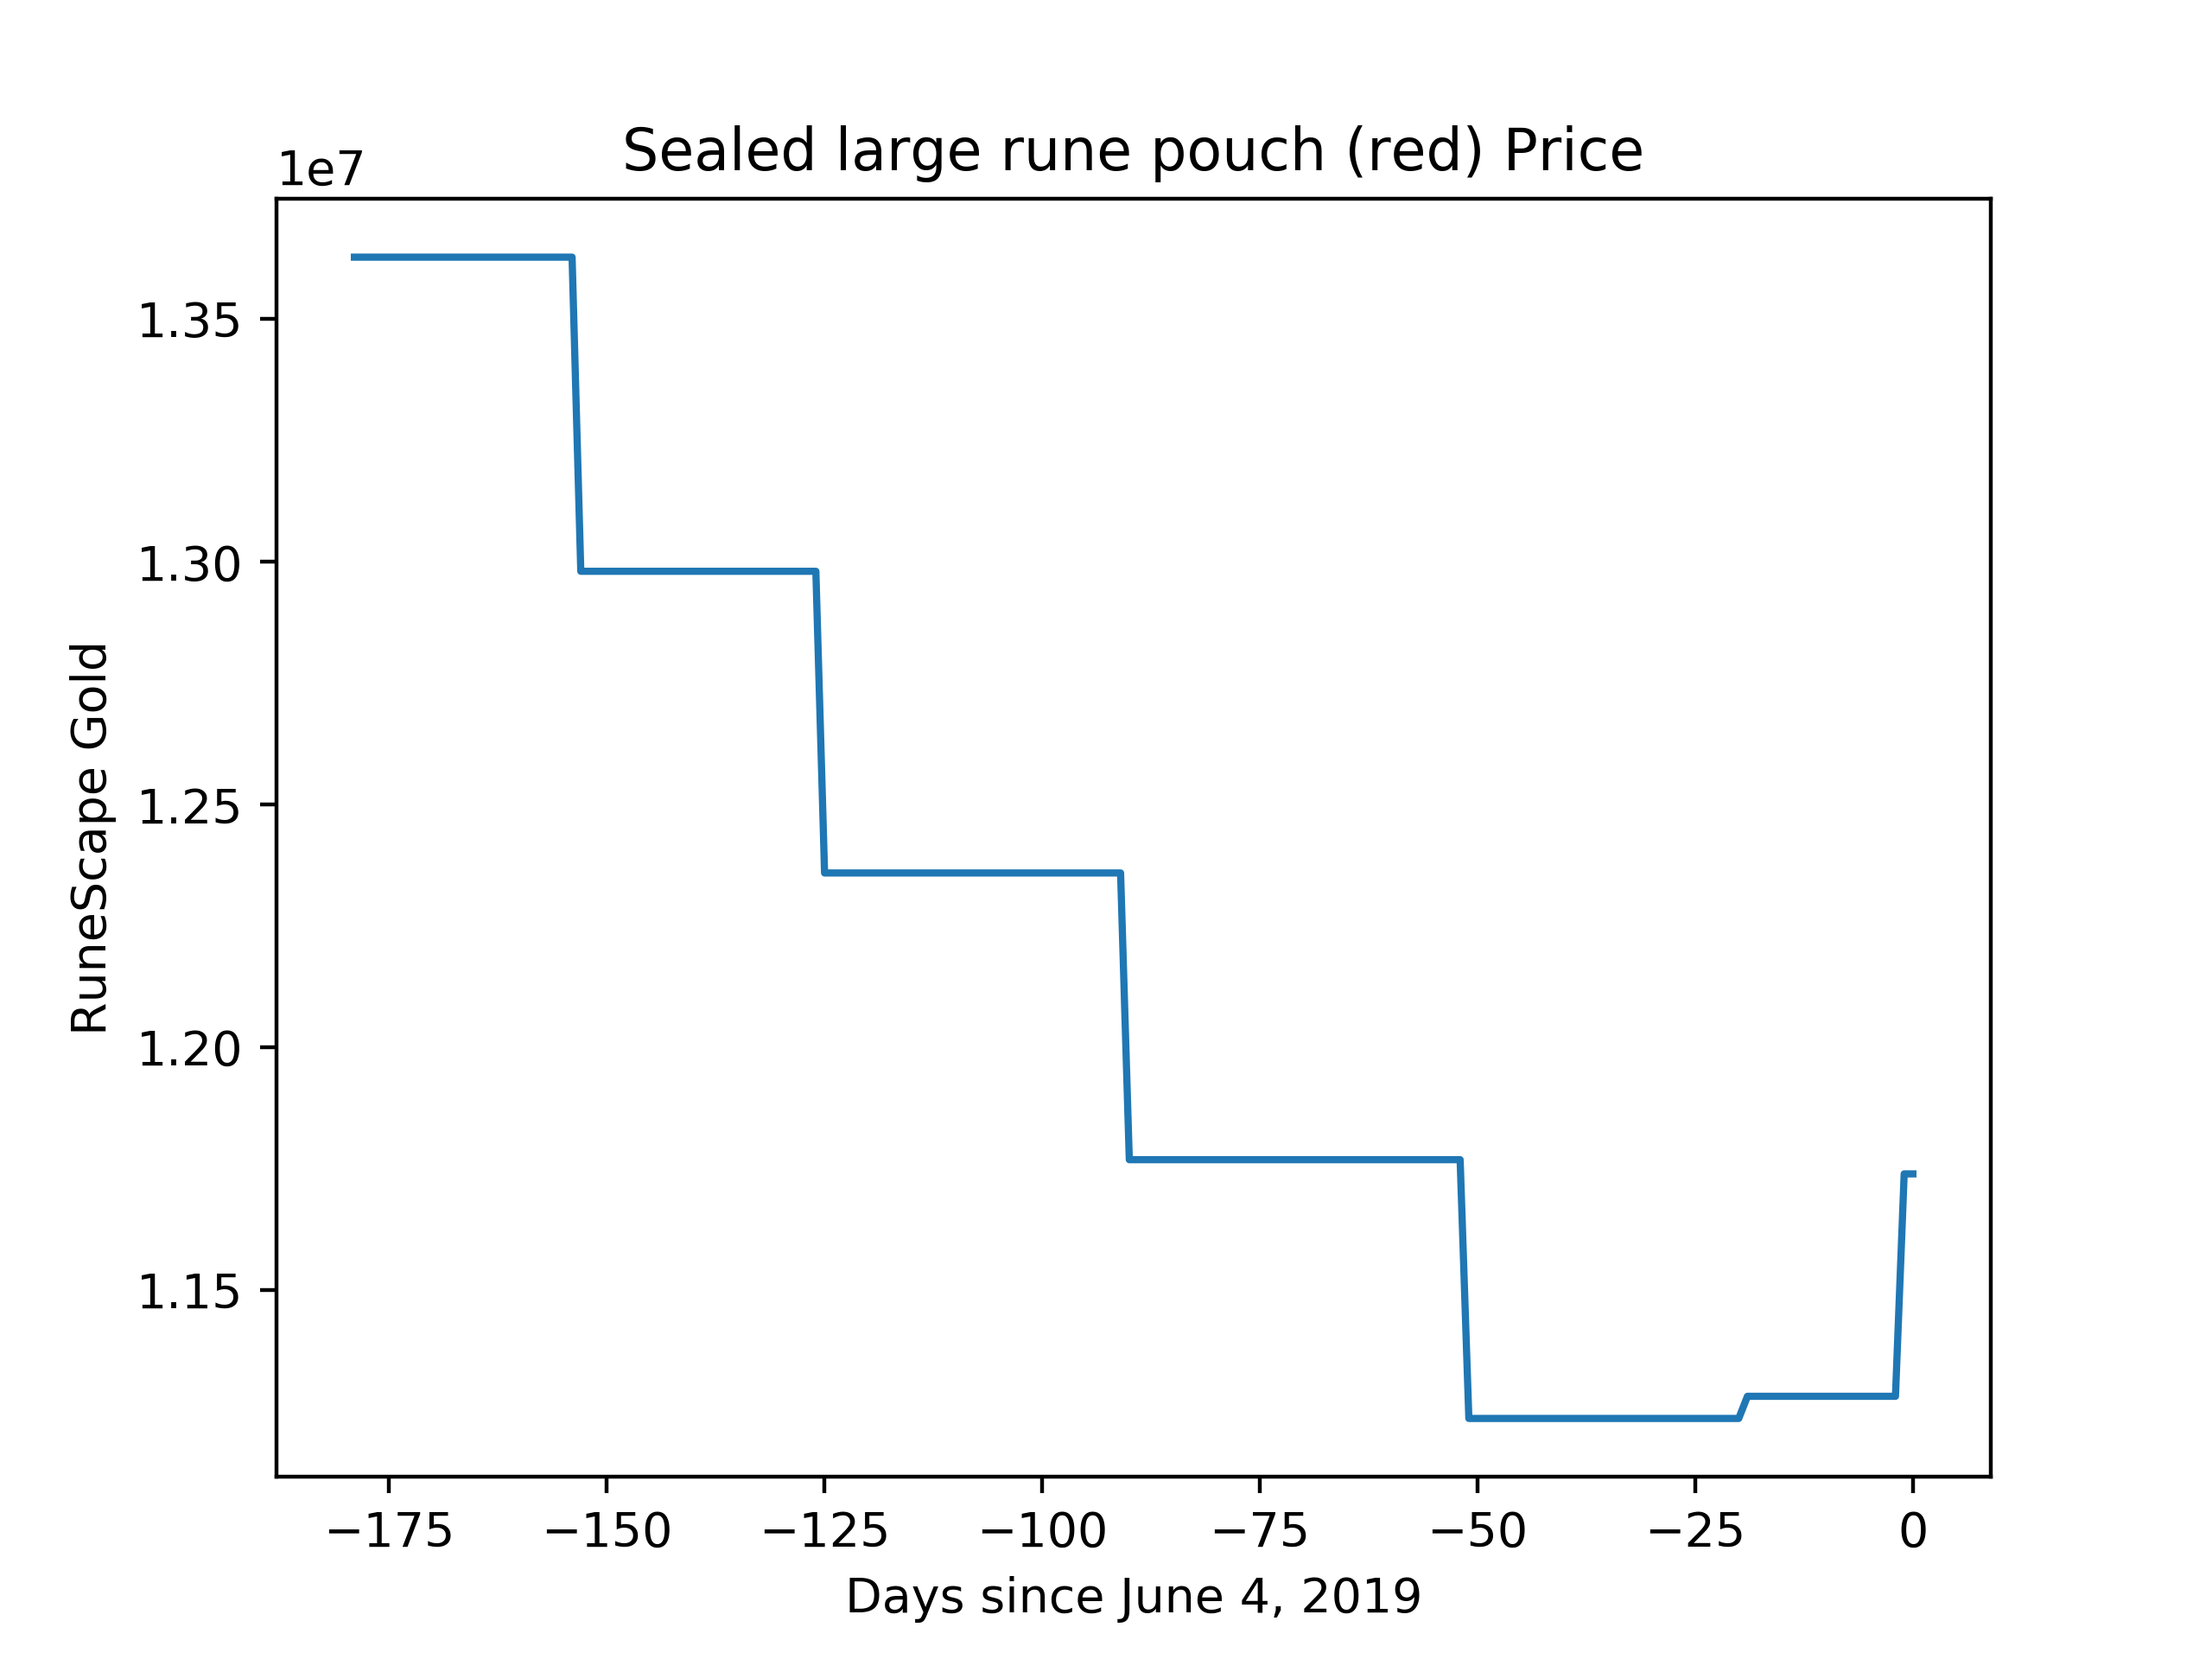 Sealed large rune pouch (red) Price
1e7
1.35
1.30
1.25
1.20
1.15
RuneScape Gold
−175 −150 −125 −100 −75 −50 −25 0
Days since June 4, 2019